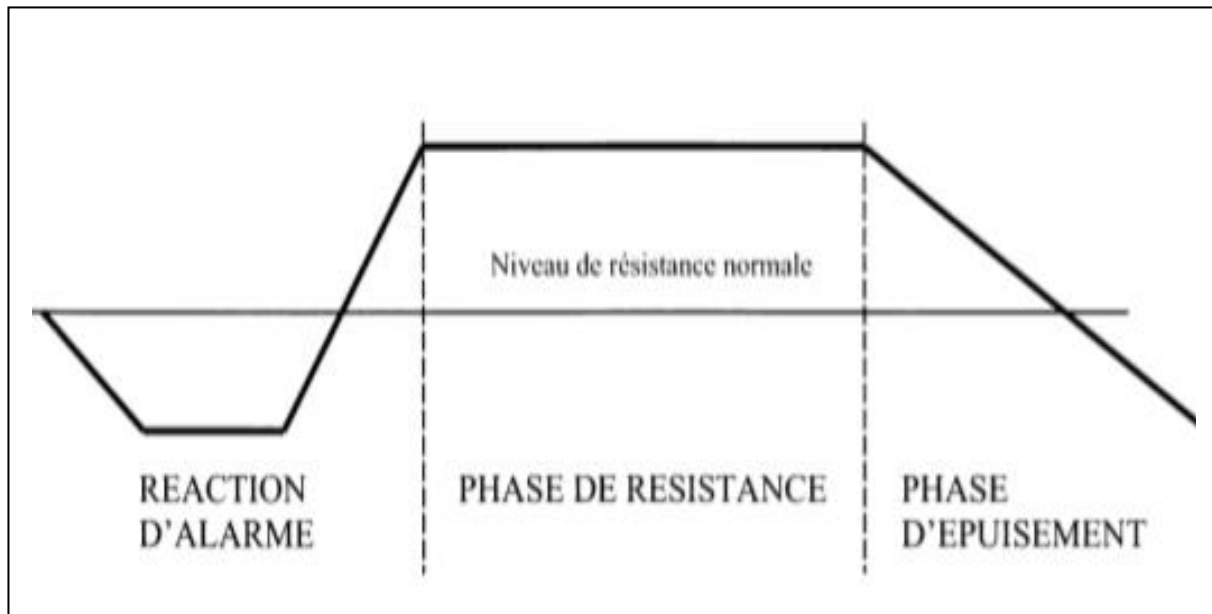 Niveau de résistance normale
REACTION
D'ALARME
PHASE DE RESISTANCE
PHASE
D'EPUISEMENT